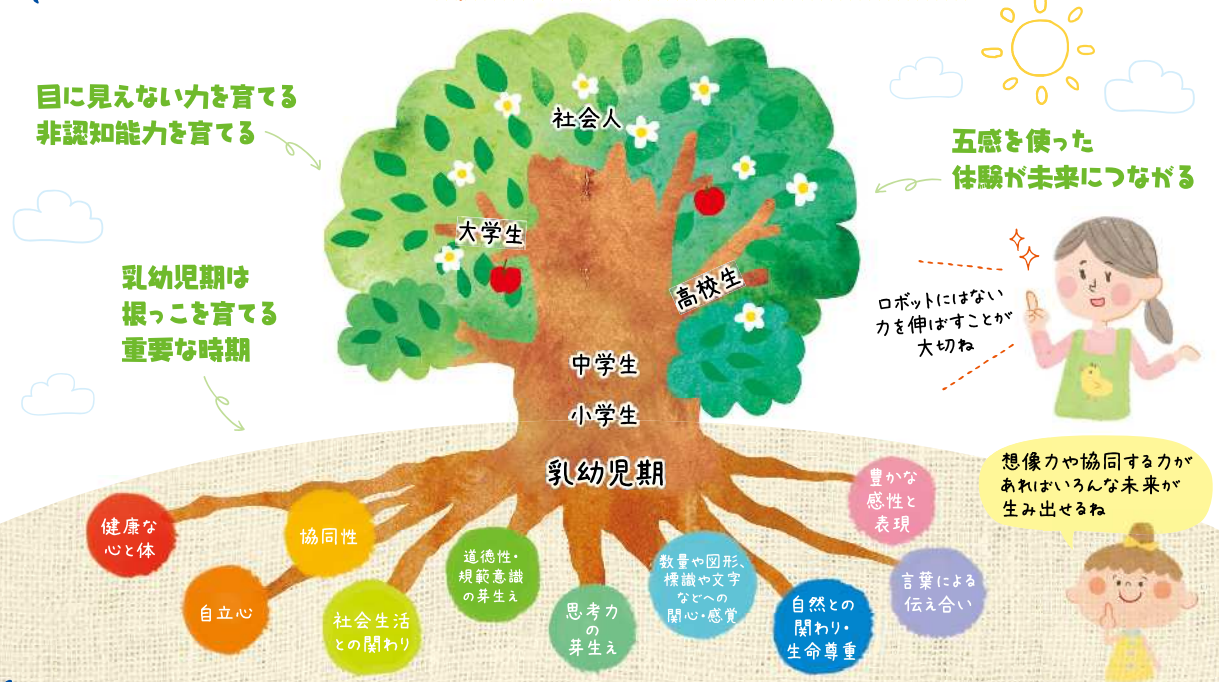 目に見えない力を育てる
非認知能力を育てる
社会人
五感を使った
体験が未来につながる
大学生
高校生
乳幼児期は
根っこを育てる
重要な時期
ロボットにはない
力を伸ばすことが
大切ね
中学生
小学生
乳幼児期
想像力や協同する力が
あればいろんな未来が
生み出せるね
健康な
心と体
自立心
協同性
社会生活
との関わり
道徳性・
規範意識
の芽生え
思考力
の
芽生え
数量や図形、
標識や文字
などへの
関心・感覚
自然との
関わり・
生命尊重
言葉による
伝え合い
豊かな
感性と
表現